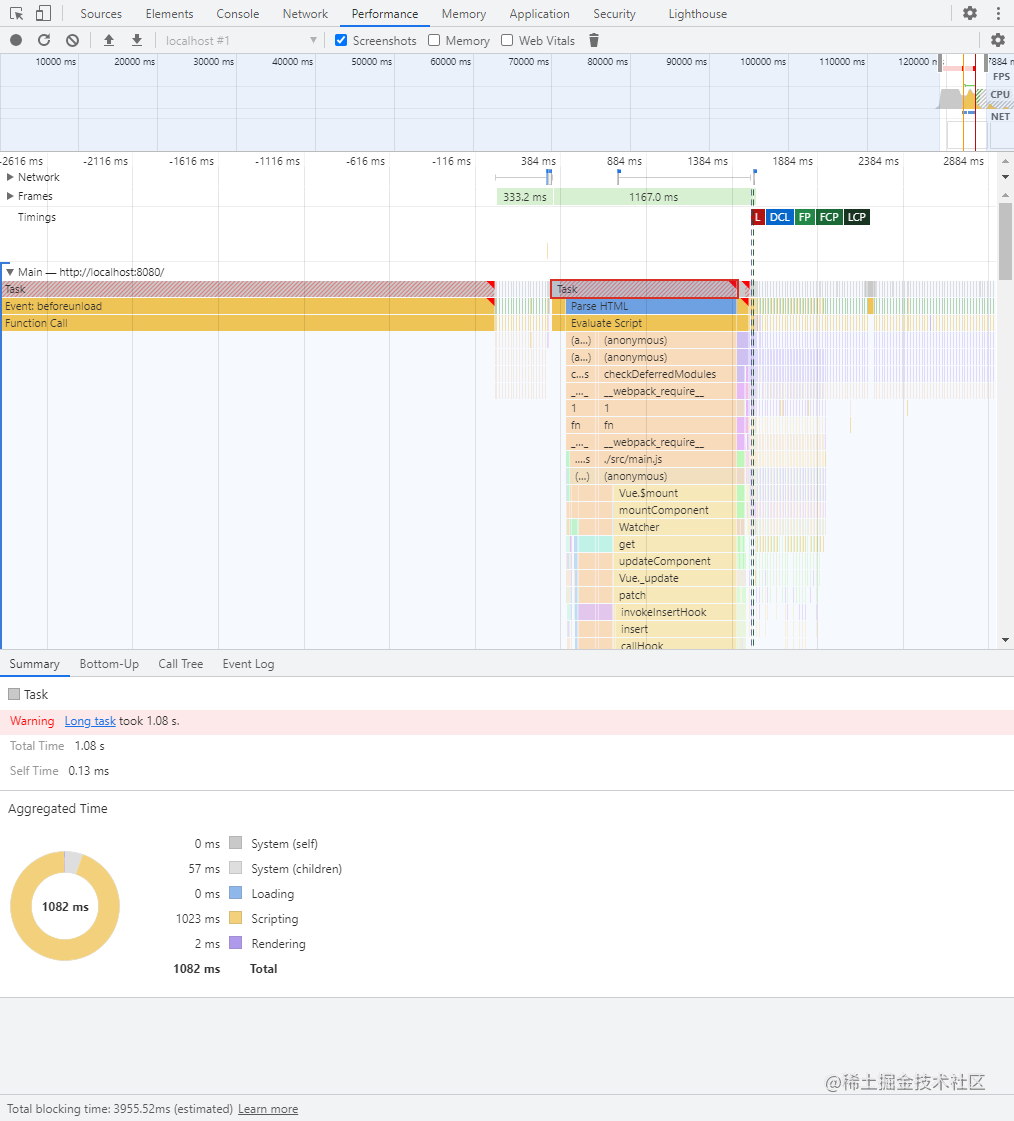 Sources Elements Console Network Performance Memory Application Security Lighthouse
localhost #1 Screenshots Memory Web Vitals
10000 ms 20000 ms 30000 ms 40000 ms 50000 ms 60000 ms 70000 ms 80000 ms 90000 ms 100000 ms 110000 ms 120000 7884 ms
FPS
CPU
NET
-2616 ms -2116 ms -1616 ms -1116 ms -616 ms -116 ms 384 ms 884 ms 1384 ms 1884 ms 2384 ms 2884 ms
Network
Frames 333.2 ms 1167.0 ms
Timings L DCL FP FCP LCP
Main — http://localhost:8080/
Task Task
Event: beforeunload Parse HTML
Function Call Evaluate Script
(a...) (anonymous)
(a...) (anonymous)
c...s checkDeferredModules
_..._ __webpack_require__
1 1
fn fn
_..._ __webpack_require__
....s ./src/main.js
(...) (anonymous)
Vue.$mount
mountComponent
Watcher
get
updateComponent
Vue._update
patch
invokeInsertHook
insert
callHook
Summary Bottom-Up Call Tree Event Log
Task
Warning Long task took 1.08 s.
Total Time 1.08 s
Self Time 0.13 ms
Aggregated Time
0 ms System (self)
57 ms System (children)
0 ms Loading
1082 ms
1023 ms Scripting
2 ms Rendering
1082 ms Total
@稀土掘金技术社区
Total blocking time: 3955.52ms (estimated) Learn more